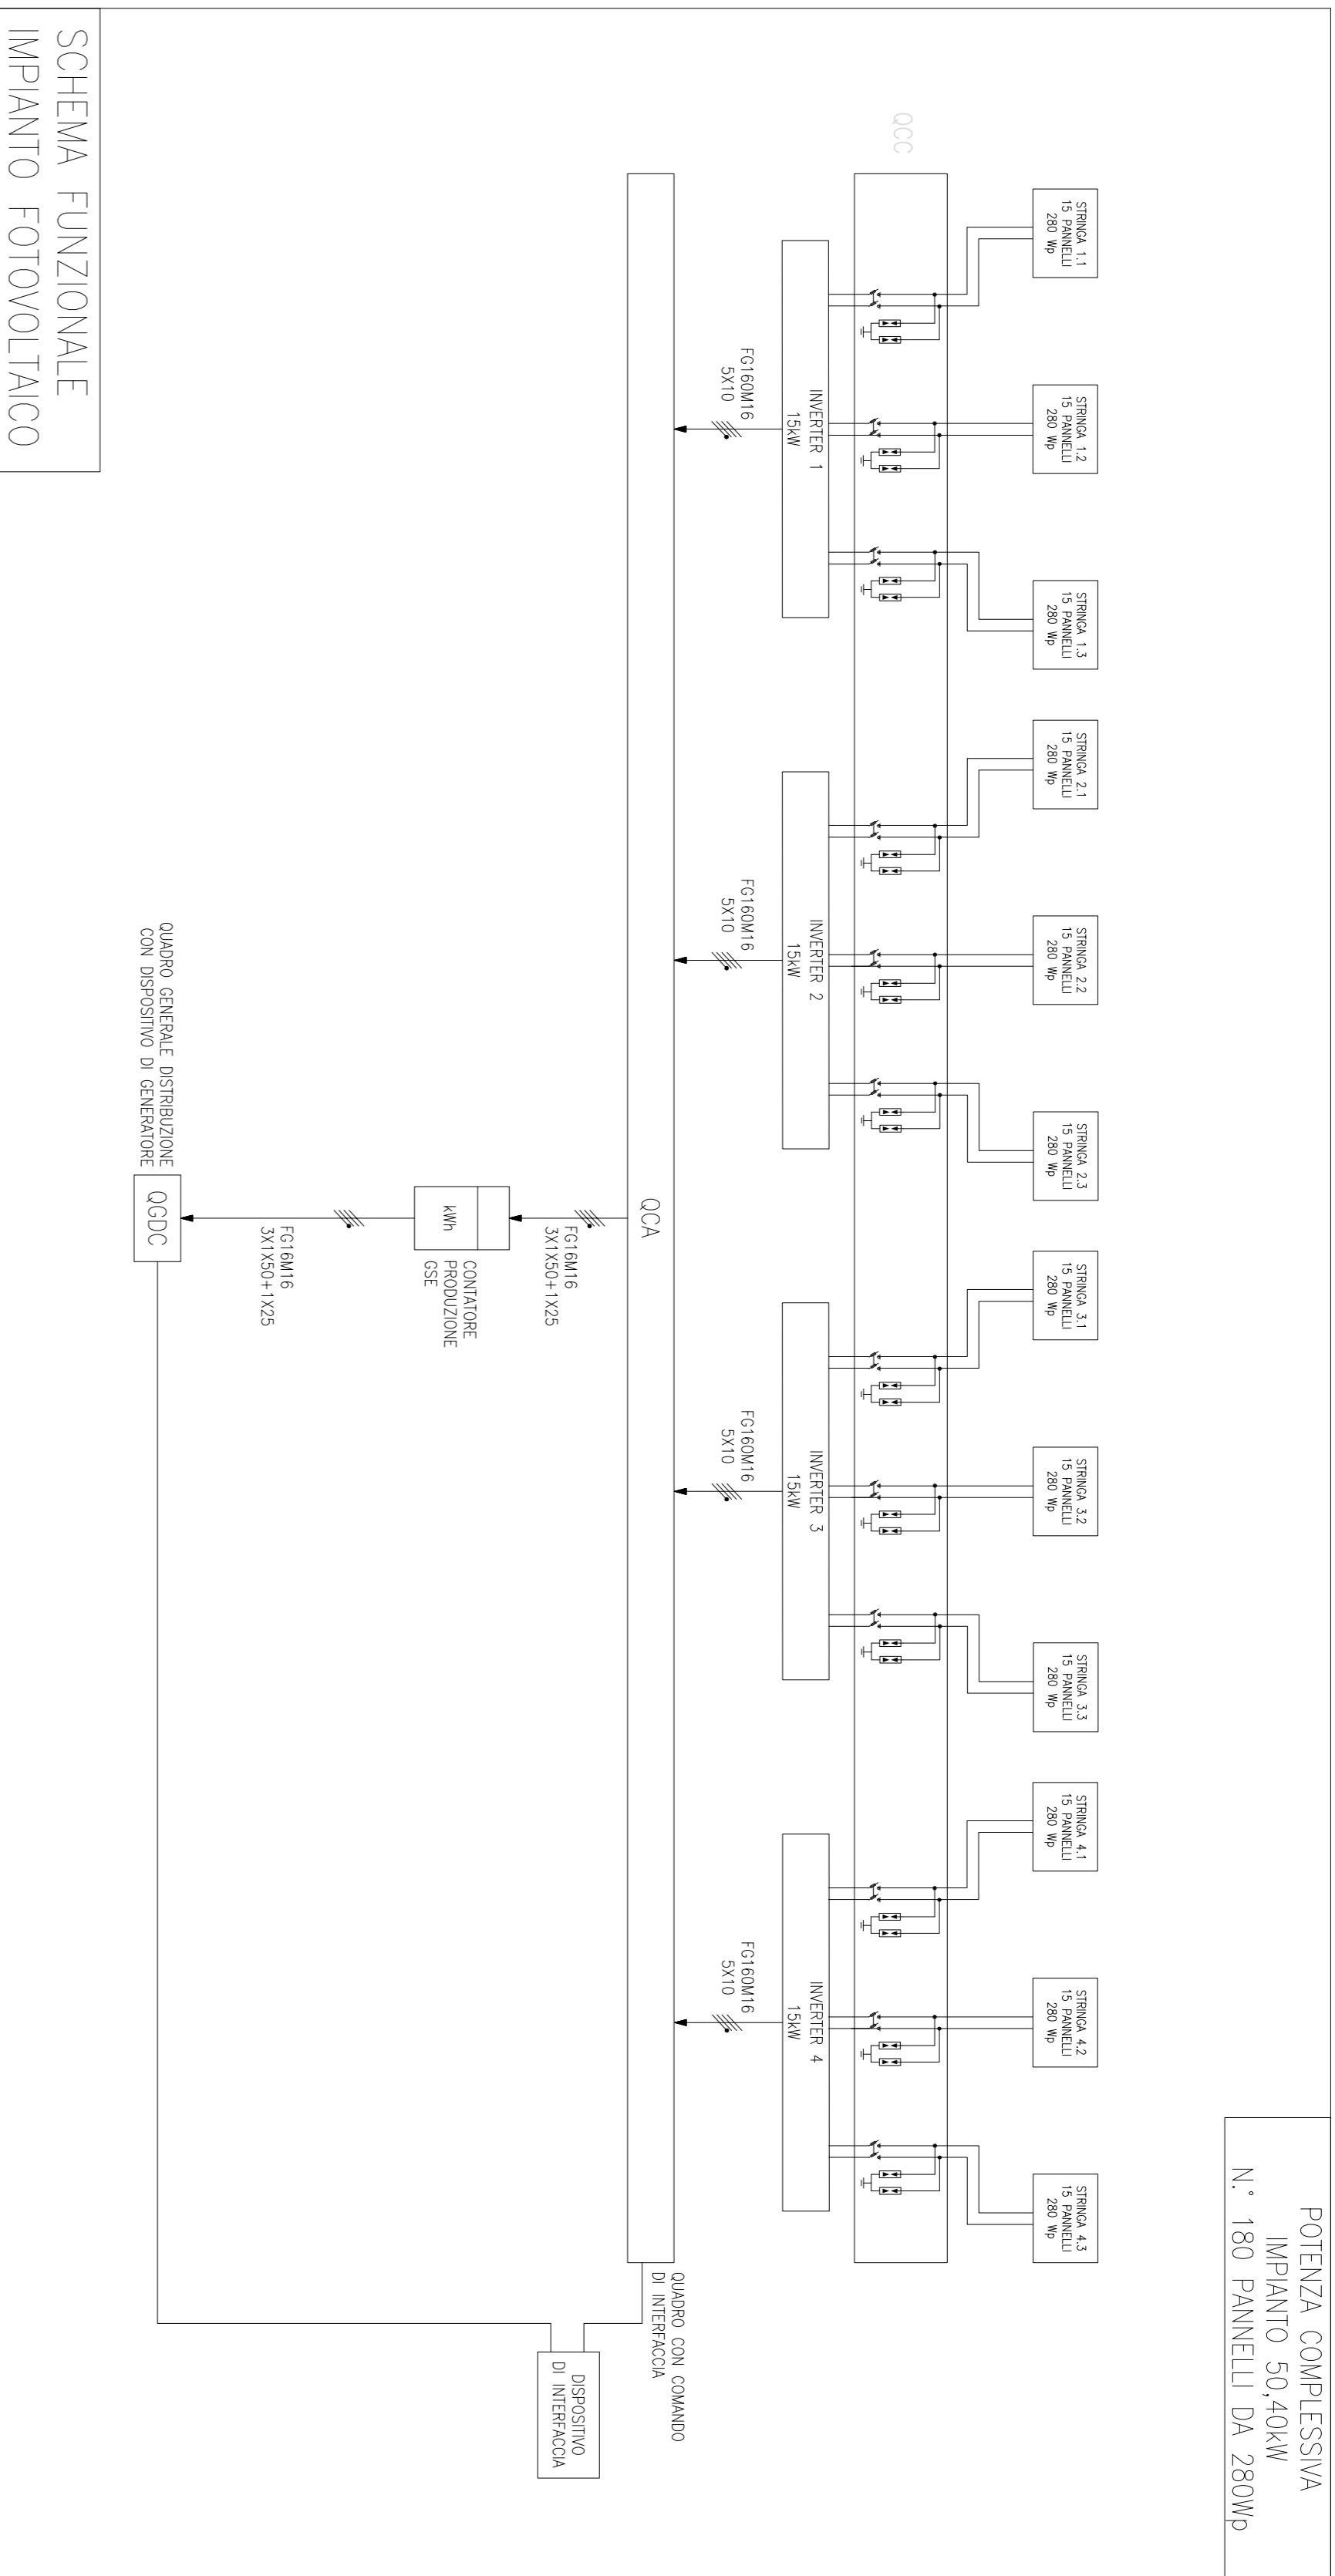 POTENZA COMPLESSIVA
IMPIANTO 50,40kW
N.° 180 PANNELLI DA 280Wp
STRINGA 1.1
15 PANNELLI
280 Wp
STRINGA 1.2
15 PANNELLI
280 Wp
STRINGA 1.3
15 PANNELLI
280 Wp
STRINGA 2.1
15 PANNELLI
280 Wp
STRINGA 2.2
15 PANNELLI
280 Wp
STRINGA 2.3
15 PANNELLI
280 Wp
STRINGA 3.1
15 PANNELLI
280 Wp
STRINGA 3.2
15 PANNELLI
280 Wp
STRINGA 3.3
15 PANNELLI
280 Wp
STRINGA 4.1
15 PANNELLI
280 Wp
STRINGA 4.2
15 PANNELLI
280 Wp
STRINGA 4.3
15 PANNELLI
280 Wp
QCC
INVERTER 1
15kW
INVERTER 2
15kW
INVERTER 3
15kW
INVERTER 4
15kW
FG16OM16
5X10
FG16OM16
5X10
FG16OM16
5X10
FG16OM16
5X10
QCA
QUADRO CON COMANDO
DI INTERFACCIA
FG16M16
3X1X50+1X25
DISPOSITIVO
DI INTERFACCIA
kWh
CONTATORE
PRODUZIONE
GSE
FG16M16
3X1X50+1X25
QUADRO GENERALE DISTRIBUZIONE
CON DISPOSITIVO DI GENERATORE
QGDC
SCHEMA FUNZIONALE
IMPIANTO FOTOVOLTAICO